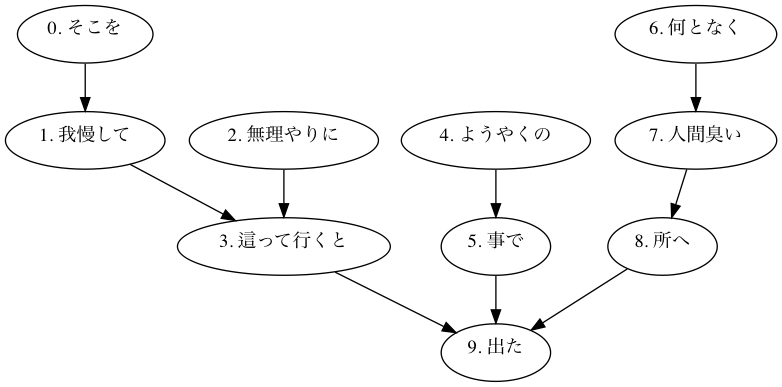 0. そこを
6. 何となく
1. 我慢して
2. 無理やりに
4. ようやくの
7. 人間臭い
3. 這って行くと
5. 事で
8. 所へ
9. 出た